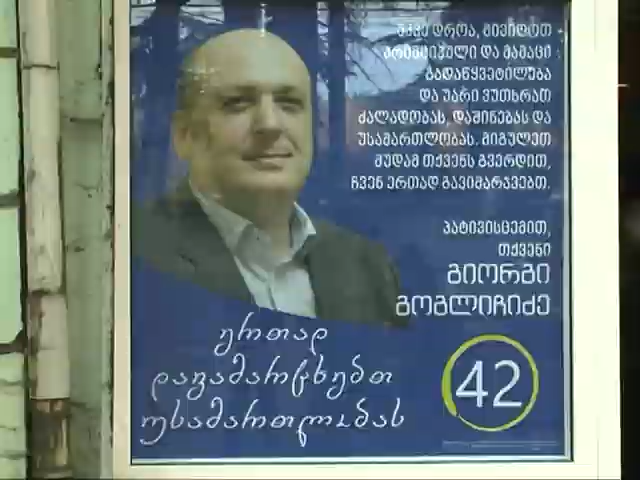 უკვე დროა, მივიღოთ
პრინციპული და მამაცი
გადაწყვეტილება
და უარი ვუთხრათ
ძალადობას, დაშინებას და
უსამართლობას. მიგულეთ
მუდამ თქვენს გვერდით,
ჩვენ ერთად გავიმარჯვებთ.
პატივისცემით,
თქვენი
გიორგი
გოგლიჩიძე
ერთად
დავამარცხებთ
უსამართლობას
42